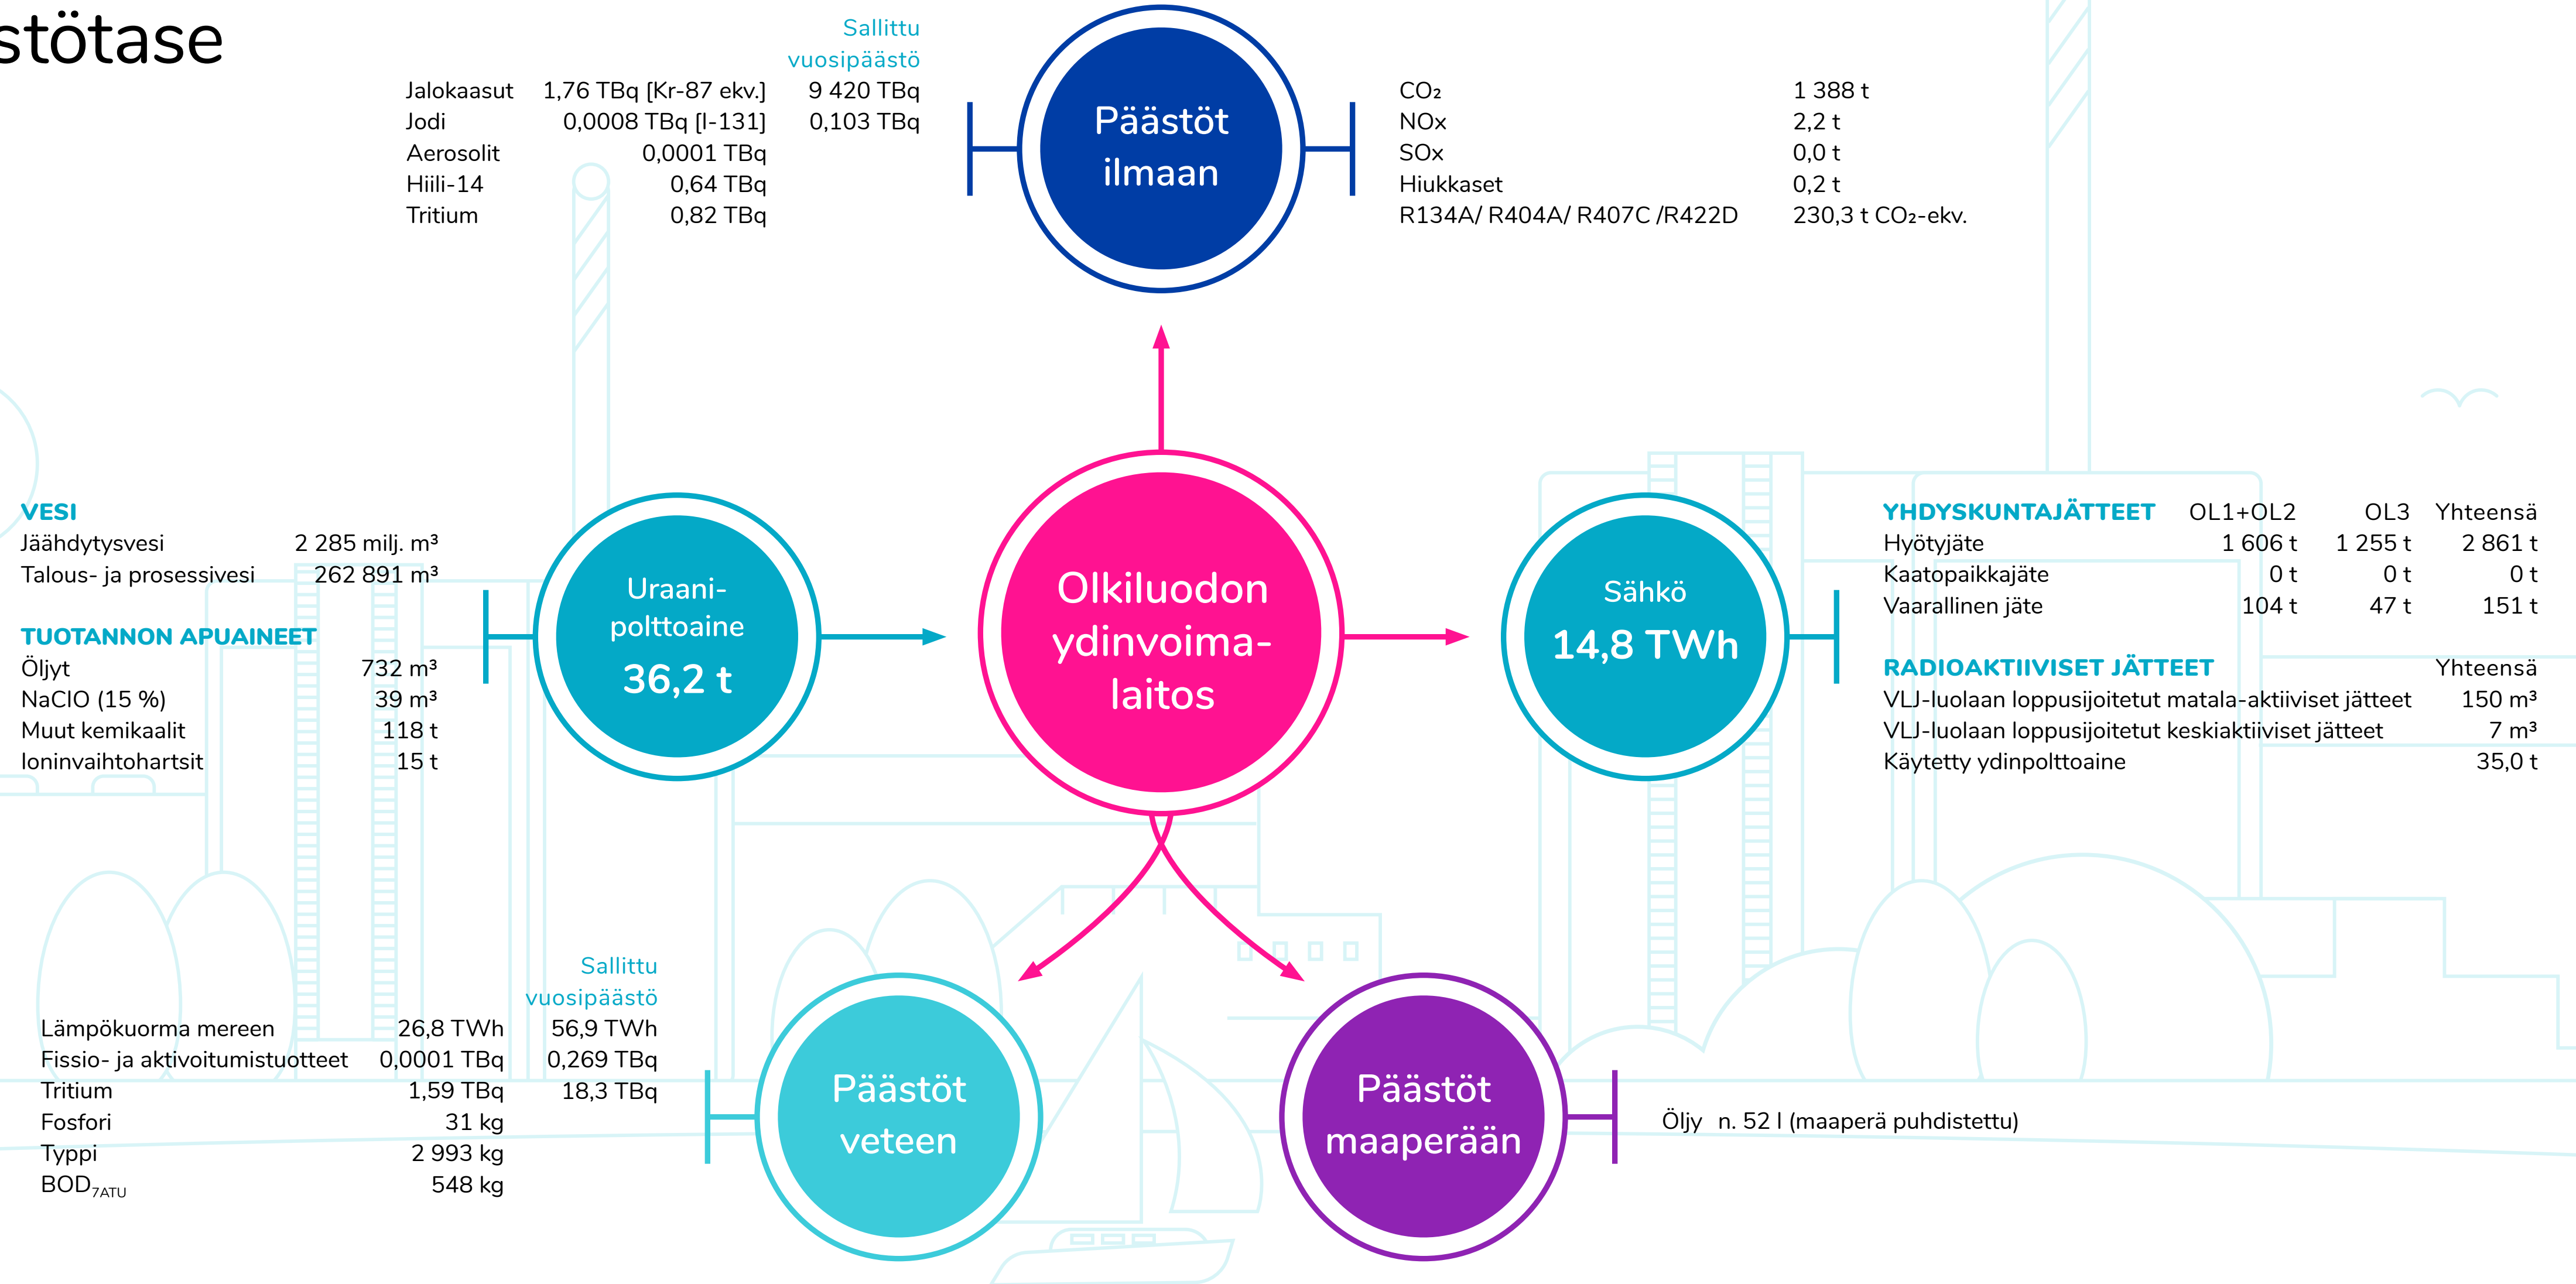 stötase
Sallittu
vuosipäästö
Jalokaasut 1,76 TBq [Kr-87 ekv.] 9 420 TBq
Jodi 0,0008 TBq [I-131] 0,103 TBq
Aerosolit 0,0001 TBq
Hiili-14 0,64 TBq
Tritium 0,82 TBq
Päästöt
ilmaan
CO₂ 1 388 t
NOx 2,2 t
SOx 0,0 t
Hiukkaset 0,2 t
R134A/ R404A/ R407C /R422D 230,3 t CO₂-ekv.
VESI
Jäähdytysvesi 2 285 milj. m³
Talous- ja prosessivesi 262 891 m³
TUOTANNON APUAINEET
Öljyt 732 m³
NaClO (15 %) 39 m³
Muut kemikaalit 118 t
Ioninvaihtohartsit 15 t
Uraani-
polttoaine
36,2 t
Olkiluodon
ydinvoima-
laitos
Sähkö
14,8 TWh
YHDYSKUNTAJÄTTEET OL1+OL2 OL3 Yhteensä
Hyötyjäte 1 606 t 1 255 t 2 861 t
Kaatopaikkajäte 0 t 0 t 0 t
Vaarallinen jäte 104 t 47 t 151 t
RADIOAKTIIVISET JÄTTEET Yhteensä
VLJ-luolaan loppusijoitetut matala-aktiiviset jätteet 150 m³
VLJ-luolaan loppusijoitetut keskiaktiiviset jätteet 7 m³
Käytetty ydinpolttoaine 35,0 t
Sallittu
vuosipäästö
Lämpökuorma mereen 26,8 TWh 56,9 TWh
Fissio- ja aktivoitumistuotteet 0,0001 TBq 0,269 TBq
Tritium 1,59 TBq 18,3 TBq
Fosfori 31 kg
Typpi 2 993 kg
BOD₇ATU 548 kg
Päästöt
veteen
Päästöt
maaperään
Öljy n. 52 l (maaperä puhdistettu)